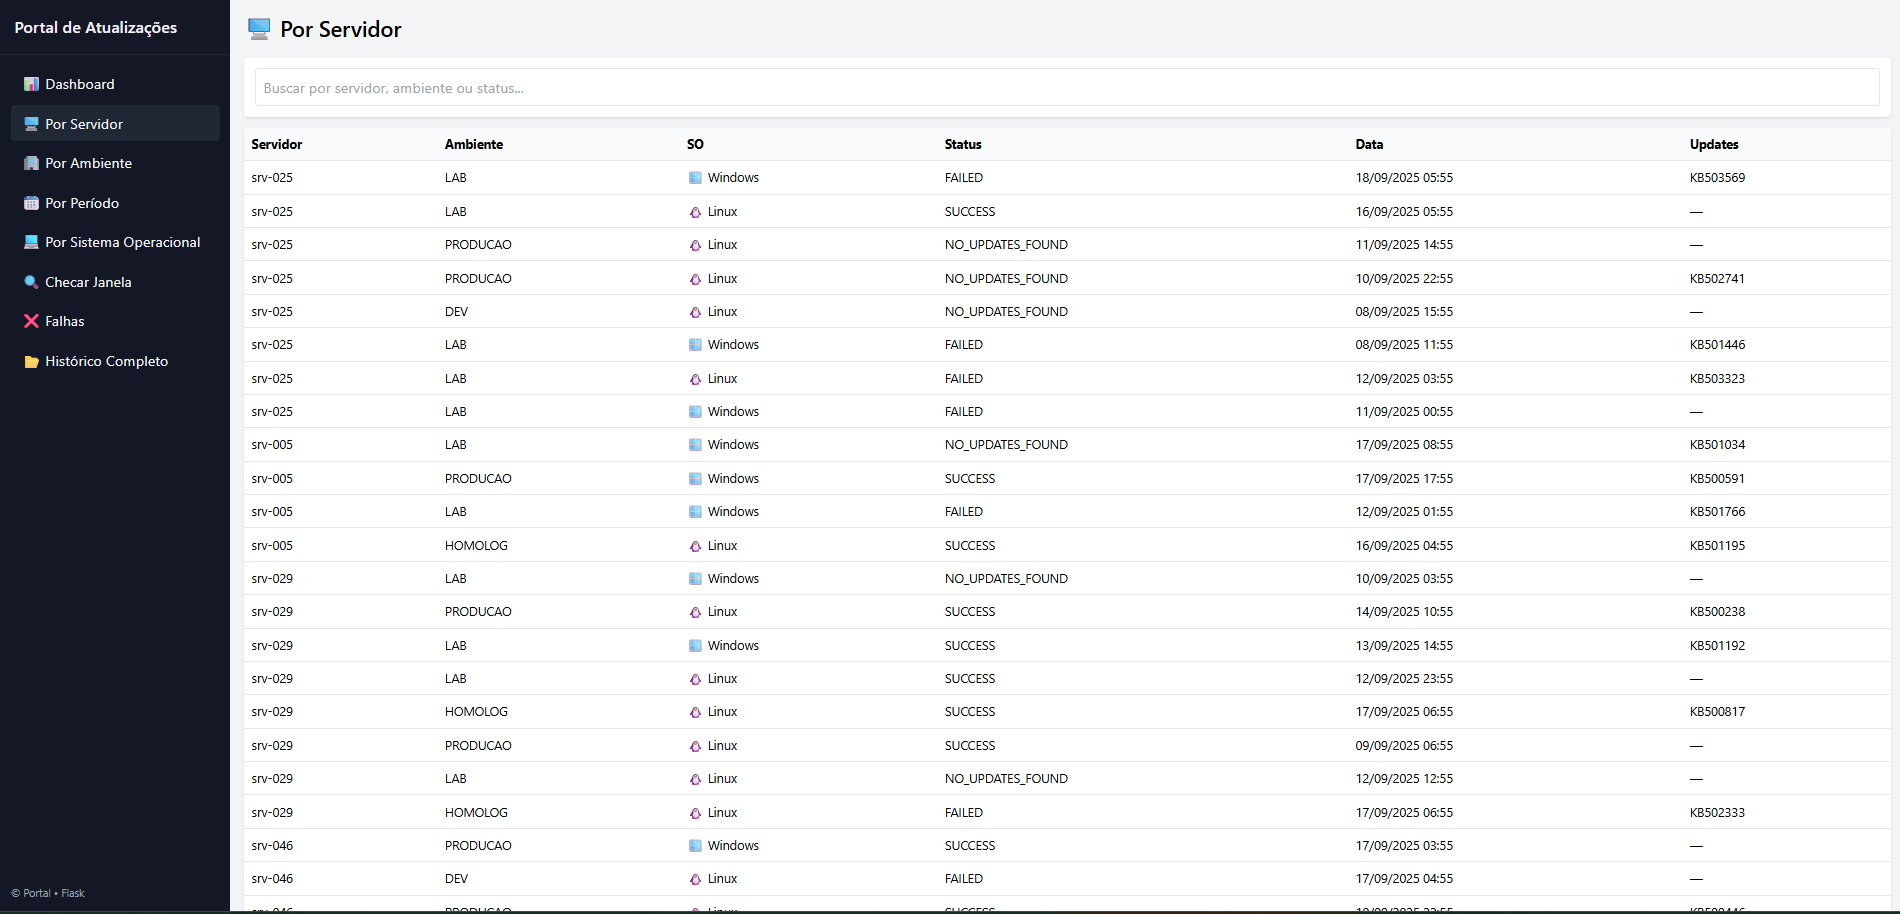 Portal de Atualizações
Dashboard
Por Servidor
Por Ambiente
Por Período
Por Sistema Operacional
Checar Janela
Falhas
Histórico Completo
© Portal • Flask
Por Servidor
Buscar por servidor, ambiente ou status...
Servidor Ambiente SO Status Data Updates
srv-025 LAB Windows FAILED 18/09/2025 05:55 KB503569
srv-025 LAB Linux SUCCESS 16/09/2025 05:55 —
srv-025 PRODUCAO Linux NO_UPDATES_FOUND 11/09/2025 14:55 —
srv-025 PRODUCAO Linux NO_UPDATES_FOUND 10/09/2025 22:55 KB502741
srv-025 DEV Linux NO_UPDATES_FOUND 08/09/2025 15:55 —
srv-025 LAB Windows FAILED 08/09/2025 11:55 KB501446
srv-025 LAB Linux FAILED 12/09/2025 03:55 KB503323
srv-025 LAB Windows FAILED 11/09/2025 00:55 —
srv-005 LAB Windows NO_UPDATES_FOUND 17/09/2025 08:55 KB501034
srv-005 PRODUCAO Windows SUCCESS 17/09/2025 17:55 KB500591
srv-005 LAB Windows FAILED 12/09/2025 01:55 KB501766
srv-005 HOMOLOG Linux SUCCESS 16/09/2025 04:55 KB501195
srv-029 LAB Windows NO_UPDATES_FOUND 10/09/2025 03:55 —
srv-029 PRODUCAO Linux SUCCESS 14/09/2025 10:55 KB500238
srv-029 LAB Windows SUCCESS 13/09/2025 14:55 KB501192
srv-029 LAB Linux SUCCESS 12/09/2025 23:55 —
srv-029 HOMOLOG Linux SUCCESS 17/09/2025 06:55 KB500817
srv-029 PRODUCAO Linux SUCCESS 09/09/2025 06:55 —
srv-029 LAB Linux NO_UPDATES_FOUND 12/09/2025 12:55 —
srv-029 HOMOLOG Linux FAILED 17/09/2025 06:55 KB502333
srv-046 PRODUCAO Windows SUCCESS 17/09/2025 03:55 —
srv-046 DEV Linux FAILED 17/09/2025 04:55 —
srv-046 PRODUCAO Linux SUCCESS